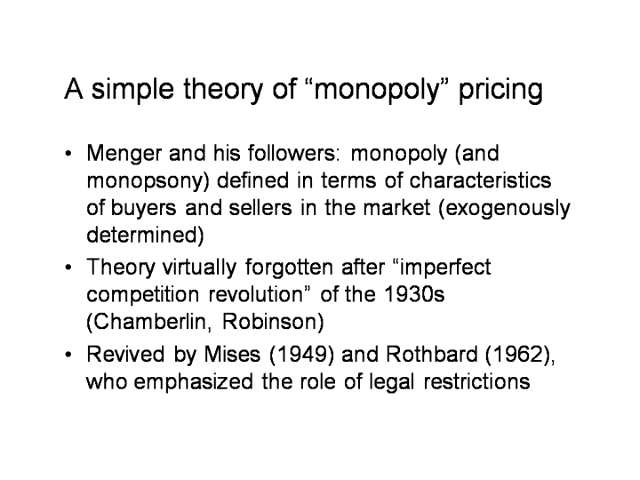 A simple theory of “monopoly” pricing
• Menger and his followers: monopoly (and
monopsony) defined in terms of characteristics
of buyers and sellers in the market (exogenously
determined)
• Theory virtually forgotten after “imperfect
competition revolution” of the 1930s
(Chamberlin, Robinson)
• Revived by Mises (1949) and Rothbard (1962),
who emphasized the role of legal restrictions